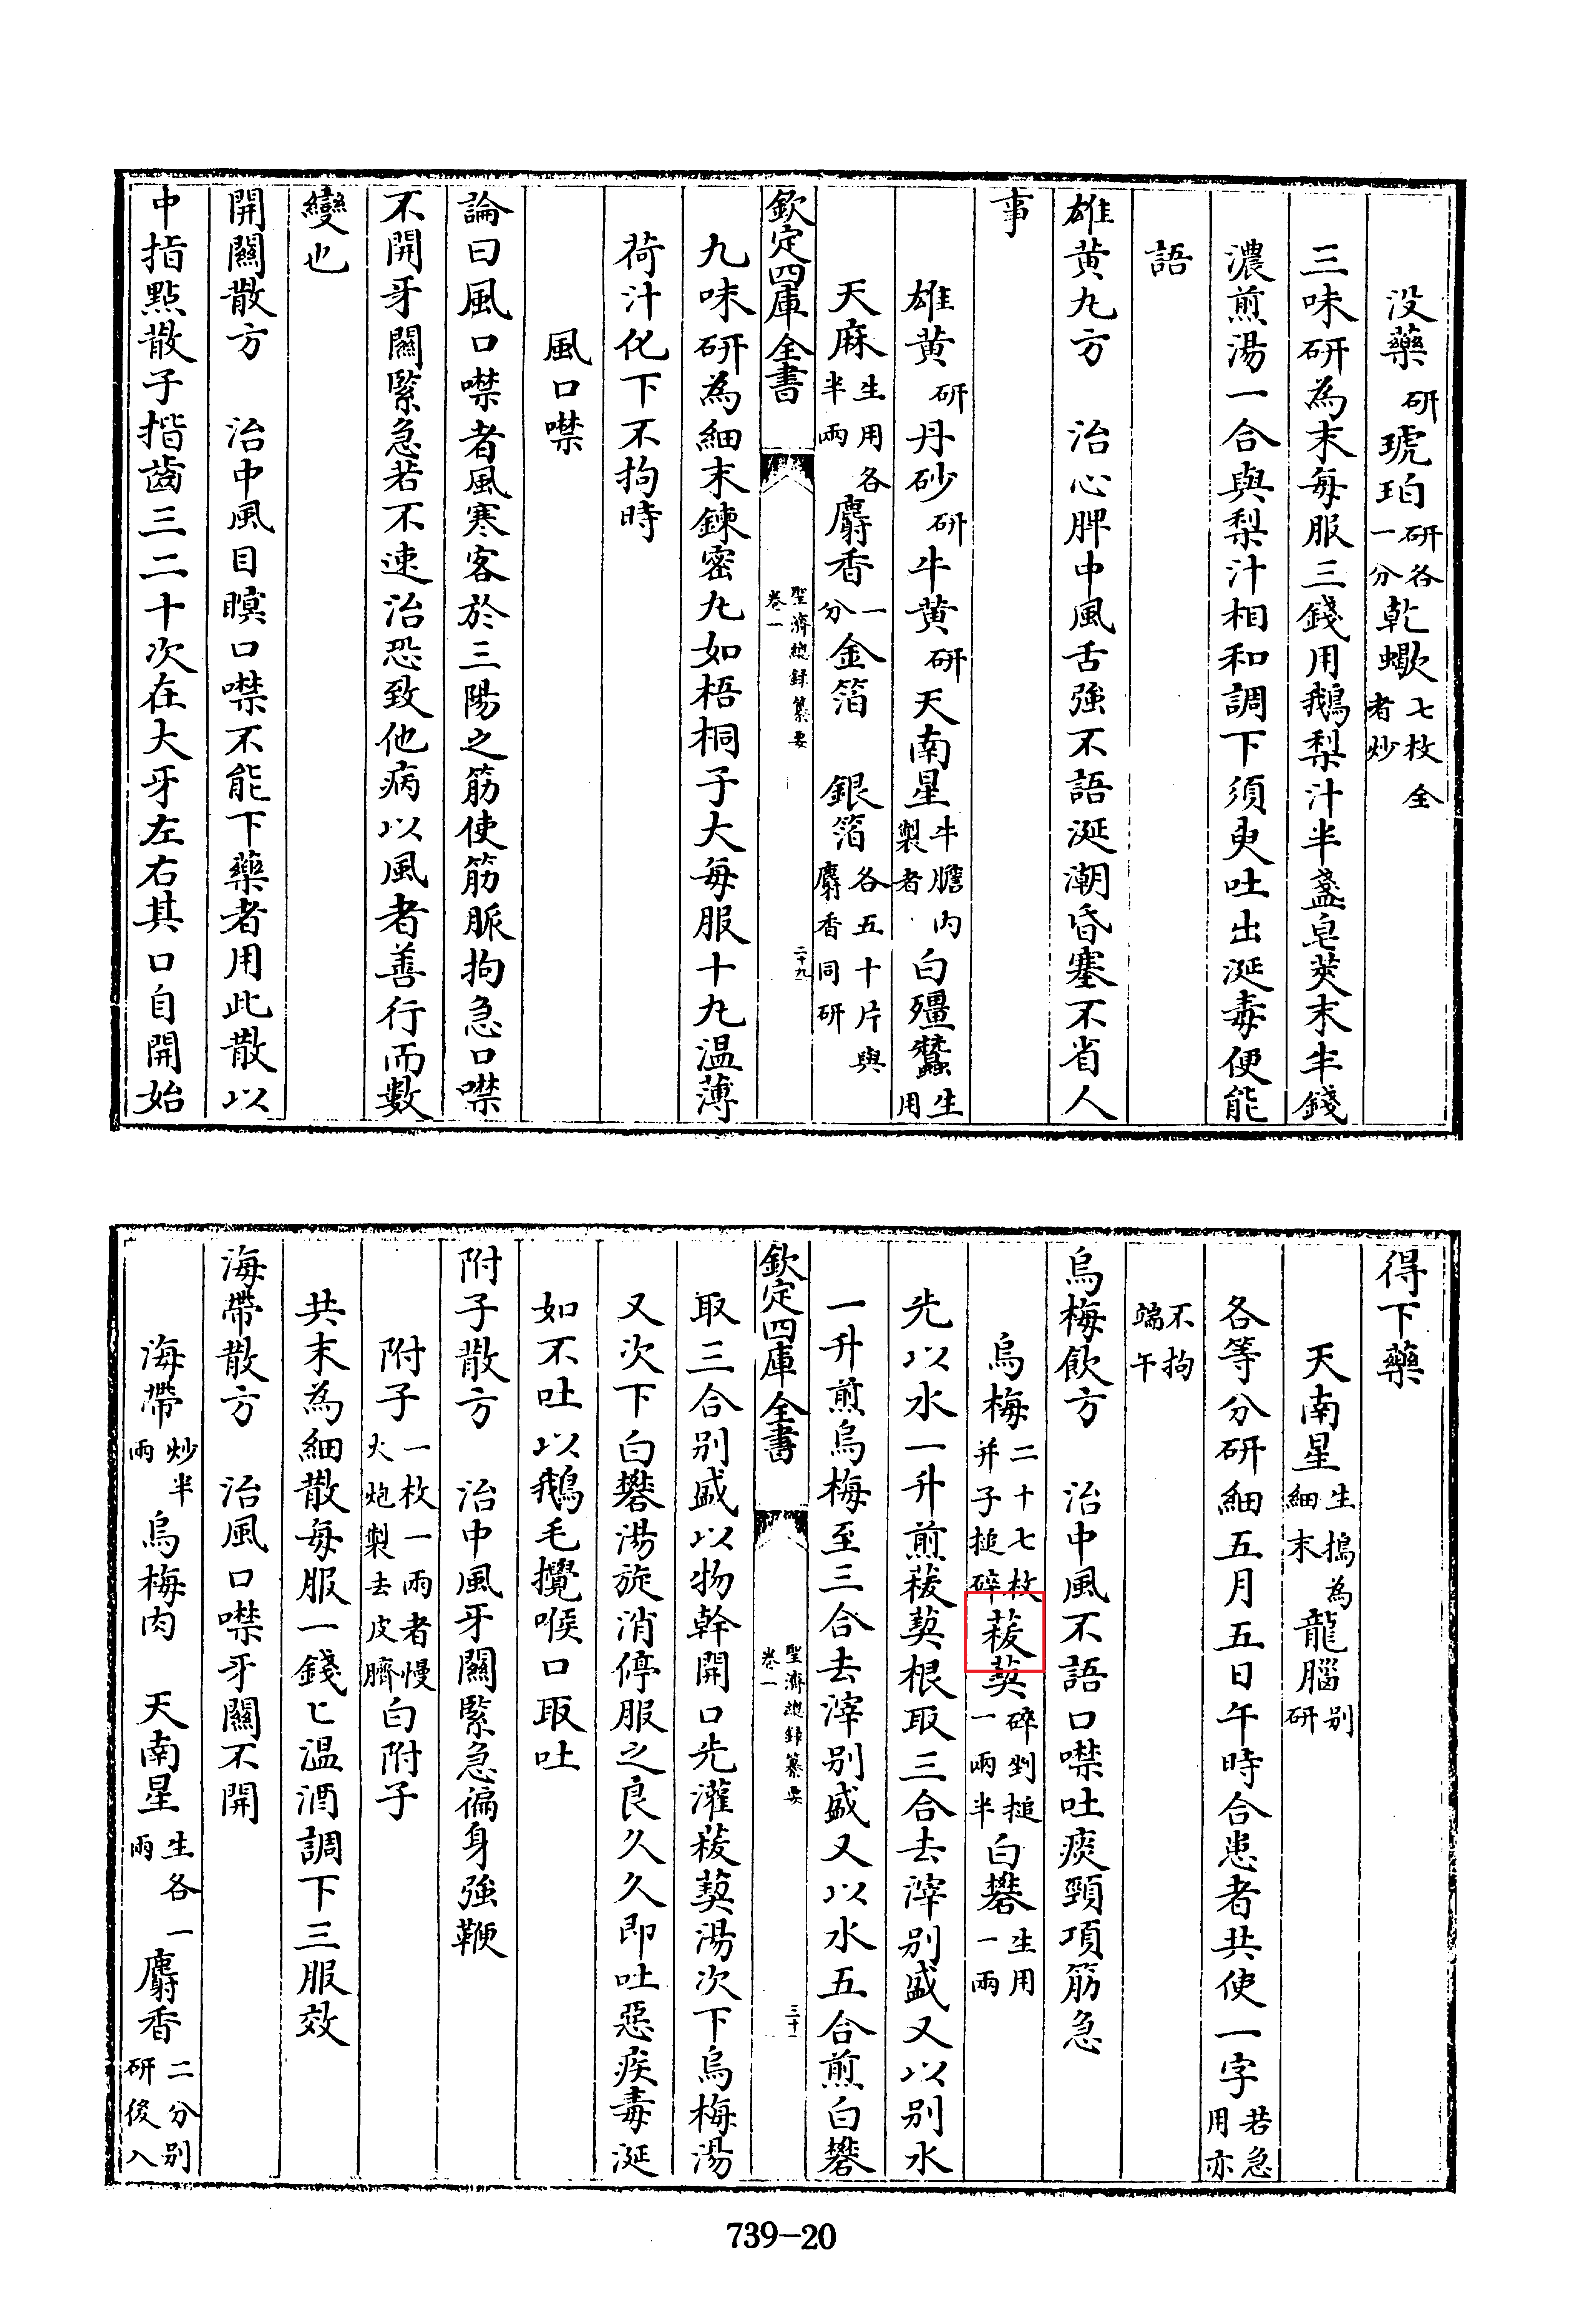 没藥研琥珀研各一分乾蠍七枚全者炒
三味研為末每服三錢用鵝梨汁半盞皂莢末半錢
濃煎湯一合與梨汁相和調下須臾吐出涎毒便能
語
雄黄丸方　治心脾中風舌強不語涎潮昏塞不省人
事
雄黄研丹砂研牛黄研天南星牛膽内製者白殭蠶生用
天麻生用各半兩麝香一分金箔　銀箔各五十片與麝香同研
欽定四庫全書　聖濟總録纂要卷一　二十九
九味研為細末鍊蜜丸如梧桐子大每服十丸温薄
荷汁化下不拘時
風口噤
論曰風口噤者風寒客於三陽之筋使筋脈拘急口噤
不開牙關緊急若不速治恐致他病以風者善行而數
變也
開關散方　治中風目瞑口噤不能下藥者用此散以
中指點散子揩齒三二十次在大牙左右其口自開始
得下藥
天南星生搗為細末龍腦别研
各等分研細五月五日午時合患者共使一字若急用亦
不拘端午
烏梅飲方　治中風不語口噤吐痰頸項筋急
烏梅二十七枚并子搥碎菝葜碎剉搥一兩半白礬生用一兩
先以水一升煎菝葜根取三合去滓别盛又以别水
一升煎烏梅至三合去滓别盛又以水五合煎白礬
欽定四庫全書　聖濟總録纂要卷一　三十
取三合别盛以物幹開口先灌菝葜湯次下烏梅湯
又次下白礬湯旋消停服之良久久即吐惡疾毒涎
如不吐以鵝毛攪喉口取吐
附子散方　治中風牙關緊急徧身強鞕
附子一枚一兩者慢火炮製去皮臍白附子
共末為細散每服一錢匕温酒調下三服效
海帶散方　治風口噤牙關不開
海帶炒半兩烏梅肉　天南星生各一兩麝香二分别研後入
739—20